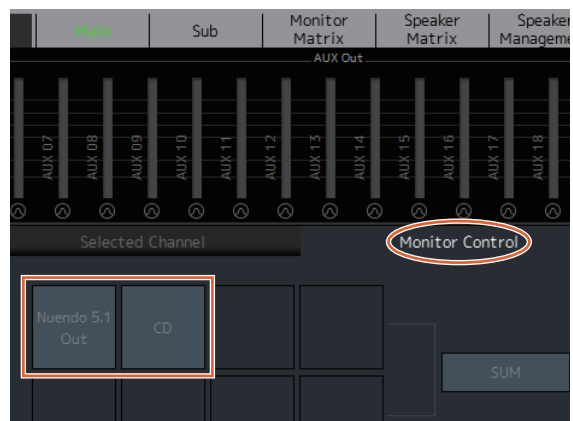 Main
Sub
Monitor
Matrix
Speaker
Matrix
Speaker
Manageme
AUX Out
AUX 07
AUX 08
AUX 09
AUX 10
AUX 11
AUX 12
AUX 13
AUX 14
AUX 15
AUX 16
AUX 17
AUX 18
Selected Channel
Monitor Control
Nuendo 5.1
Out
CD
SUM